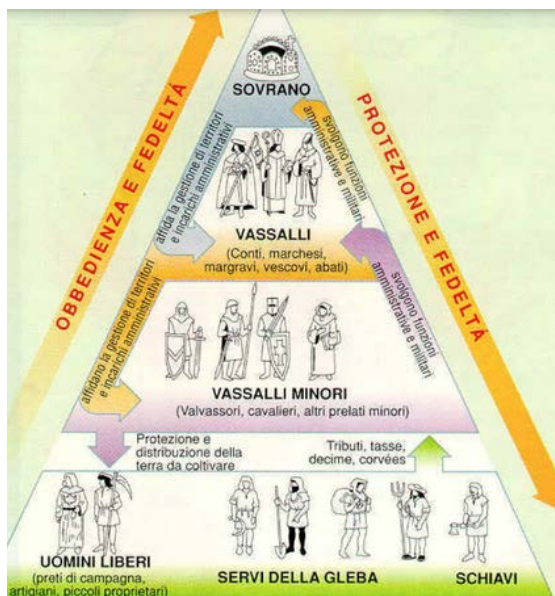 SOVRANO
OBBEDIENZA E FEDELTÀ
PROTEZIONE E FEDELTÀ
affida la gestione di territori
e incarichi amministrativi
svolgono funzioni
amministrative e militari
VASSALLI
(Conti, marchesi,
margravi, vescovi, abati)
affidano la gestione di territori
e incarichi amministrativi
svolgono funzioni
amministrative e militari
VASSALLI MINORI
(Valvassori, cavalieri, altri prelati minori)
Protezione e
distribuzione della
terra da coltivare
Tributi, tasse,
decime, corvées
UOMINI LIBERI
(preti di campagna,
artigiani, piccoli proprietari)
SERVI DELLA GLEBA
SCHIAVI